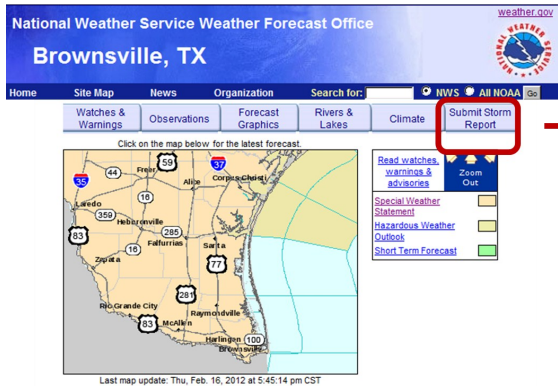 weather.gov
National Weather Service Weather Forecast Office
Brownsville, TX
NATIONAL WEATHER SERVICE
Home Site Map News Organization Search for: NWS All NOAA Go
Watches & Warnings
Observations
Forecast Graphics
Rivers & Lakes
Climate
Submit Storm Report
Click on the map below for the latest forecast.
Read watches,
warnings &
advisories
Zoom
Out
Special Weather
Statement
Hazardous Weather
Outlook
Short Term Forecast
44
59
37
35
Freer
Alice
Corpus Christi
Laredo
16
359
Hebbronville
83
285
16
Falfurrias
Sarita
Zapata
77
281
Rio Grande City
Raymondville
83
McAllen
Harlingen
100
Brownsville
Last map update: Thu, Feb. 16, 2012 at 5:45:14 pm CST